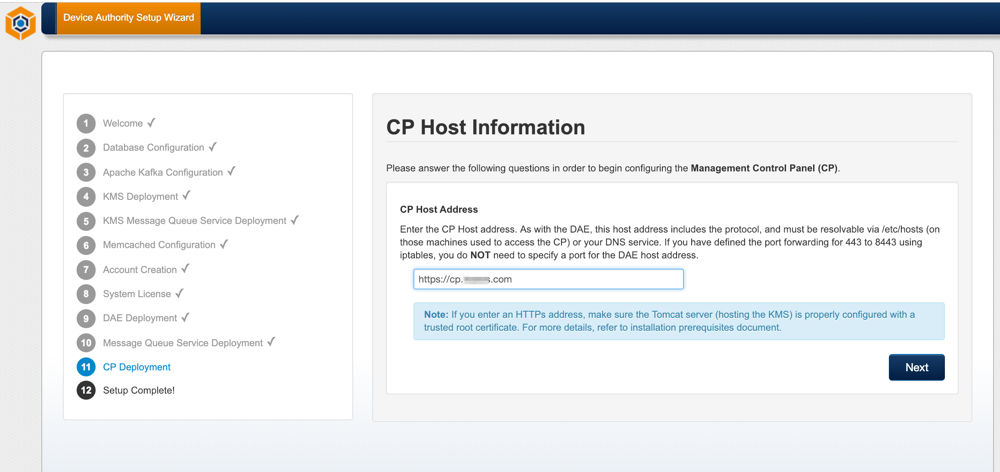 Device Authority Setup Wizard
1 Welcome ✓
2 Database Configuration ✓
3 Apache Kafka Configuration ✓
4 KMS Deployment ✓
5 KMS Message Queue Service Deployment ✓
6 Memcached Configuration ✓
7 Account Creation ✓
8 System License ✓
9 DAE Deployment ✓
10 Message Queue Service Deployment ✓
11 CP Deployment
12 Setup Complete!
CP Host Information
Please answer the following questions in order to begin configuring the Management Control Panel (CP).
CP Host Address
Enter the CP Host address. As with the DAE, this host address includes the protocol, and must be resolvable via /etc/hosts (on
those machines used to access the CP) or your DNS service. If you have defined the port forwarding for 443 to 8443 using
iptables, you do NOT need to specify a port for the DAE host address.
https://cp. s.com
Note: If you enter an HTTPs address, make sure the Tomcat server (hosting the KMS) is properly configured with a
trusted root certificate. For more details, refer to installation prerequisites document.
Next